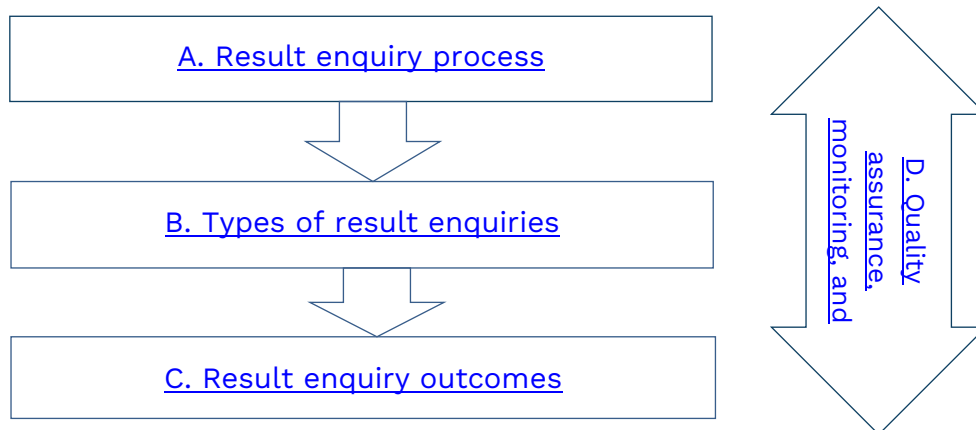 A. Result enquiry process
B. Types of result enquiries
C. Result enquiry outcomes
D. Quality
assurance,
monitoring, and